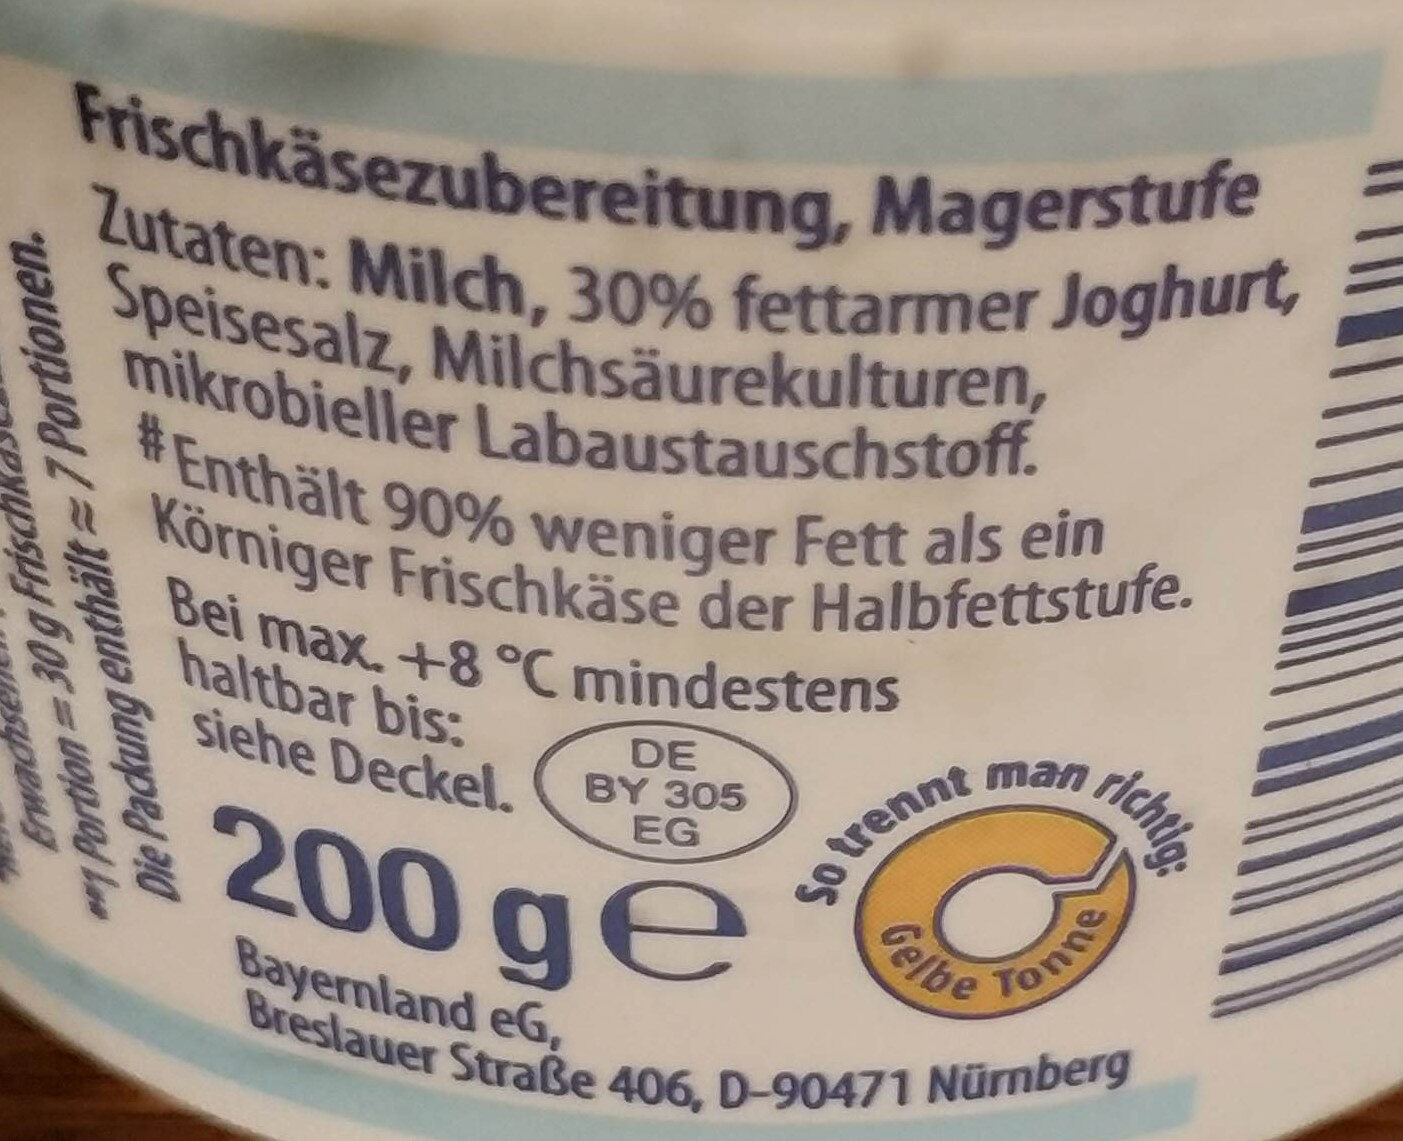 Frischkäsezubereitung, Magerstufe
Zutaten: Milch, 30% fettarmer Joghurt,
Speisesalz, Milchsäurekulturen,
mikrobieller Labaustauschstoff.
#Enthält 90% weniger Fett als ein
Körniger Frischkäse der Halbfettstufe.
Bei max. +8 °C mindestens
haltbar bis:
siehe Deckel.
DE
BY 305
EG
200 g e
So trennt man richtig:
Gelbe Tonne
Bayernland eG,
Breslauer Straße 406, D-90471 Nürnberg
Portion = 30 g
**1 Portion enthält ≈ 7 Portionen.
Die Packung